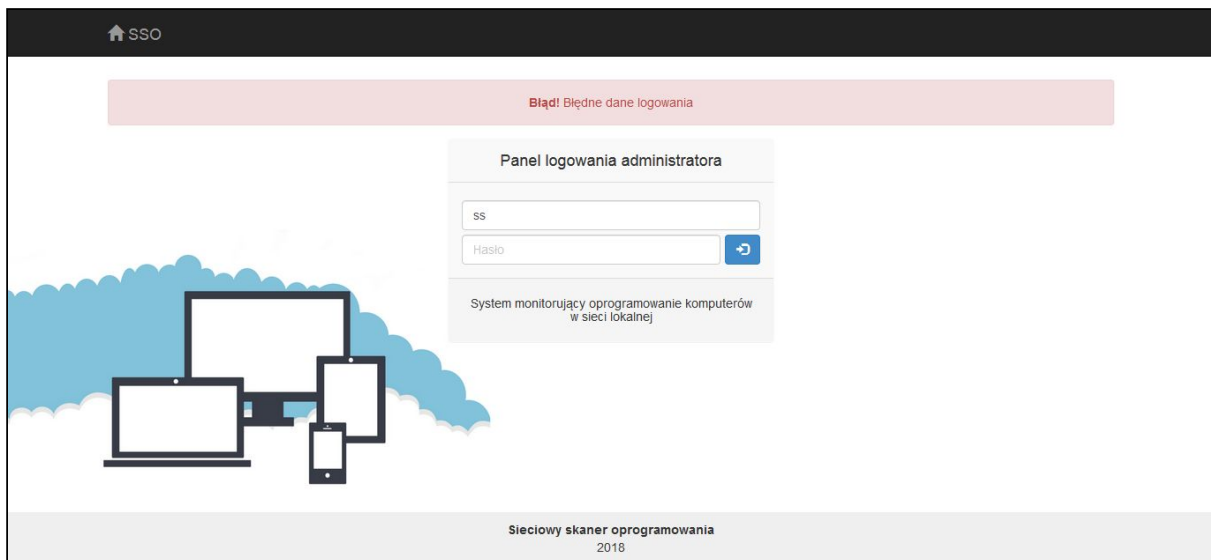 SSO
Błąd! Błędne dane logowania
Panel logowania administratora
ss
Hasło
System monitorujący oprogramowanie komputerów
w sieci lokalnej
Sieciowy skaner oprogramowania
2018